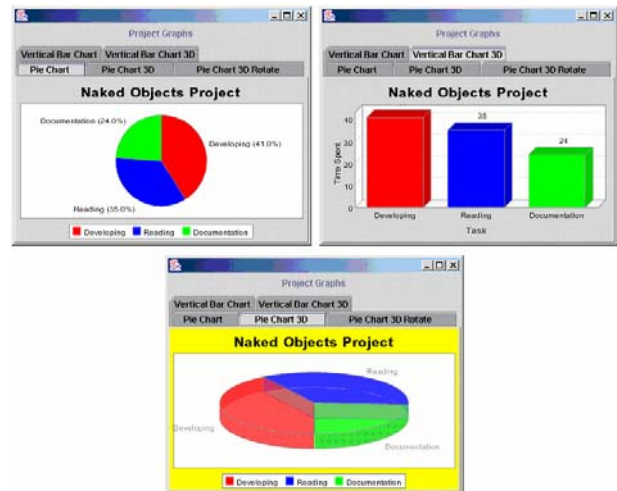 Project Graphs
Vertical Bar Chart Vertical Bar Chart 3D
Pie Chart Pie Chart 3D Pie Chart 3D Rotate
Naked Objects Project
Documentation (24.0%)
Developing (41.0%)
Reading (35.0%)
Developing Reading Documentation
Project Graphs
Vertical Bar Chart Vertical Bar Chart 3D
Pie Chart Pie Chart 3D Pie Chart 3D Rotate
Naked Objects Project
Time Spent
40
30
20
10
0
35
24
Developing Reading Documentation
Task
Project Graphs
Vertical Bar Chart Vertical Bar Chart 3D
Pie Chart Pie Chart 3D Pie Chart 3D Rotate
Naked Objects Project
Reading
Developing
Documentation
Developing Reading Documentation